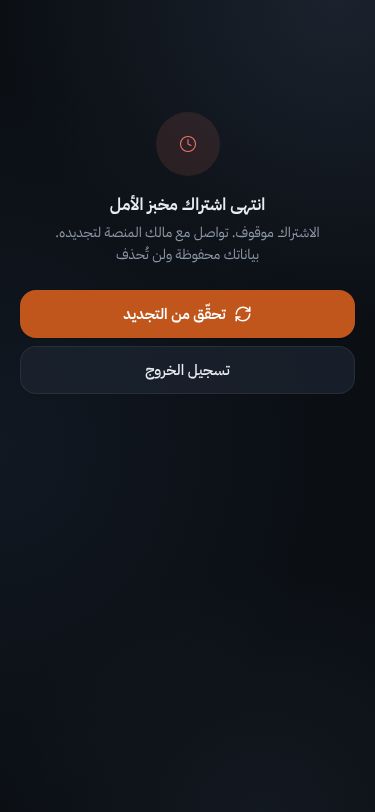 انتهى اشتراك مخبز الأمل
الاشتراك موقوف. تواصل مع مالك المنصة لتجديده.
بياناتك محفوظة ولن تُحذف
تحقّق من التجديد
تسجيل الخروج